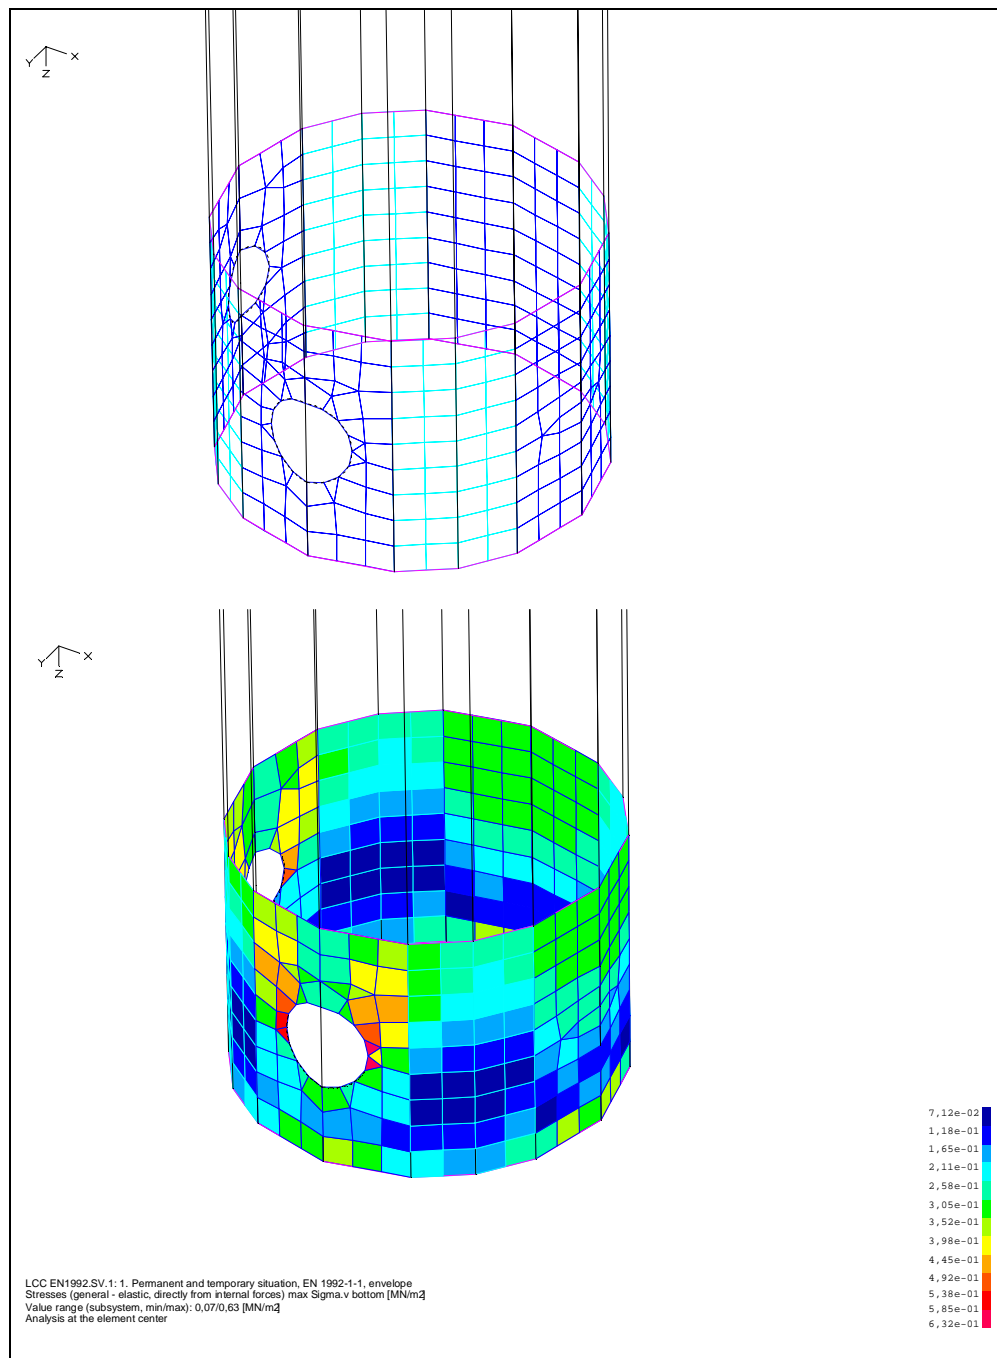 Y X
Z
Y X
Z
7,12e-02
1,18e-01
1,65e-01
2,11e-01
2,58e-01
3,05e-01
3,52e-01
3,98e-01
4,45e-01
4,92e-01
5,38e-01
5,85e-01
6,32e-01
LCC EN1992.SV.1: 1. Permanent and temporary situation, EN 1992-1-1, envelope
Stresses (general - elastic, directly from internal forces) max Sigma.v bottom [MN/m²]
Value range (subsystem, min/max): 0,07/0,63 [MN/m²]
Analysis at the element center